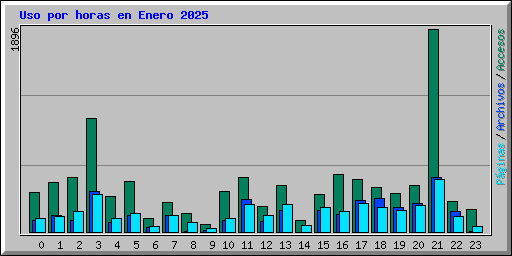 Uso por horas en Enero 2025
1896
Páginas / Archivos / Accesos
0 1 2 3 4 5 6 7 8 9 10 11 12 13 14 15 16 17 18 19 20 21 22 23